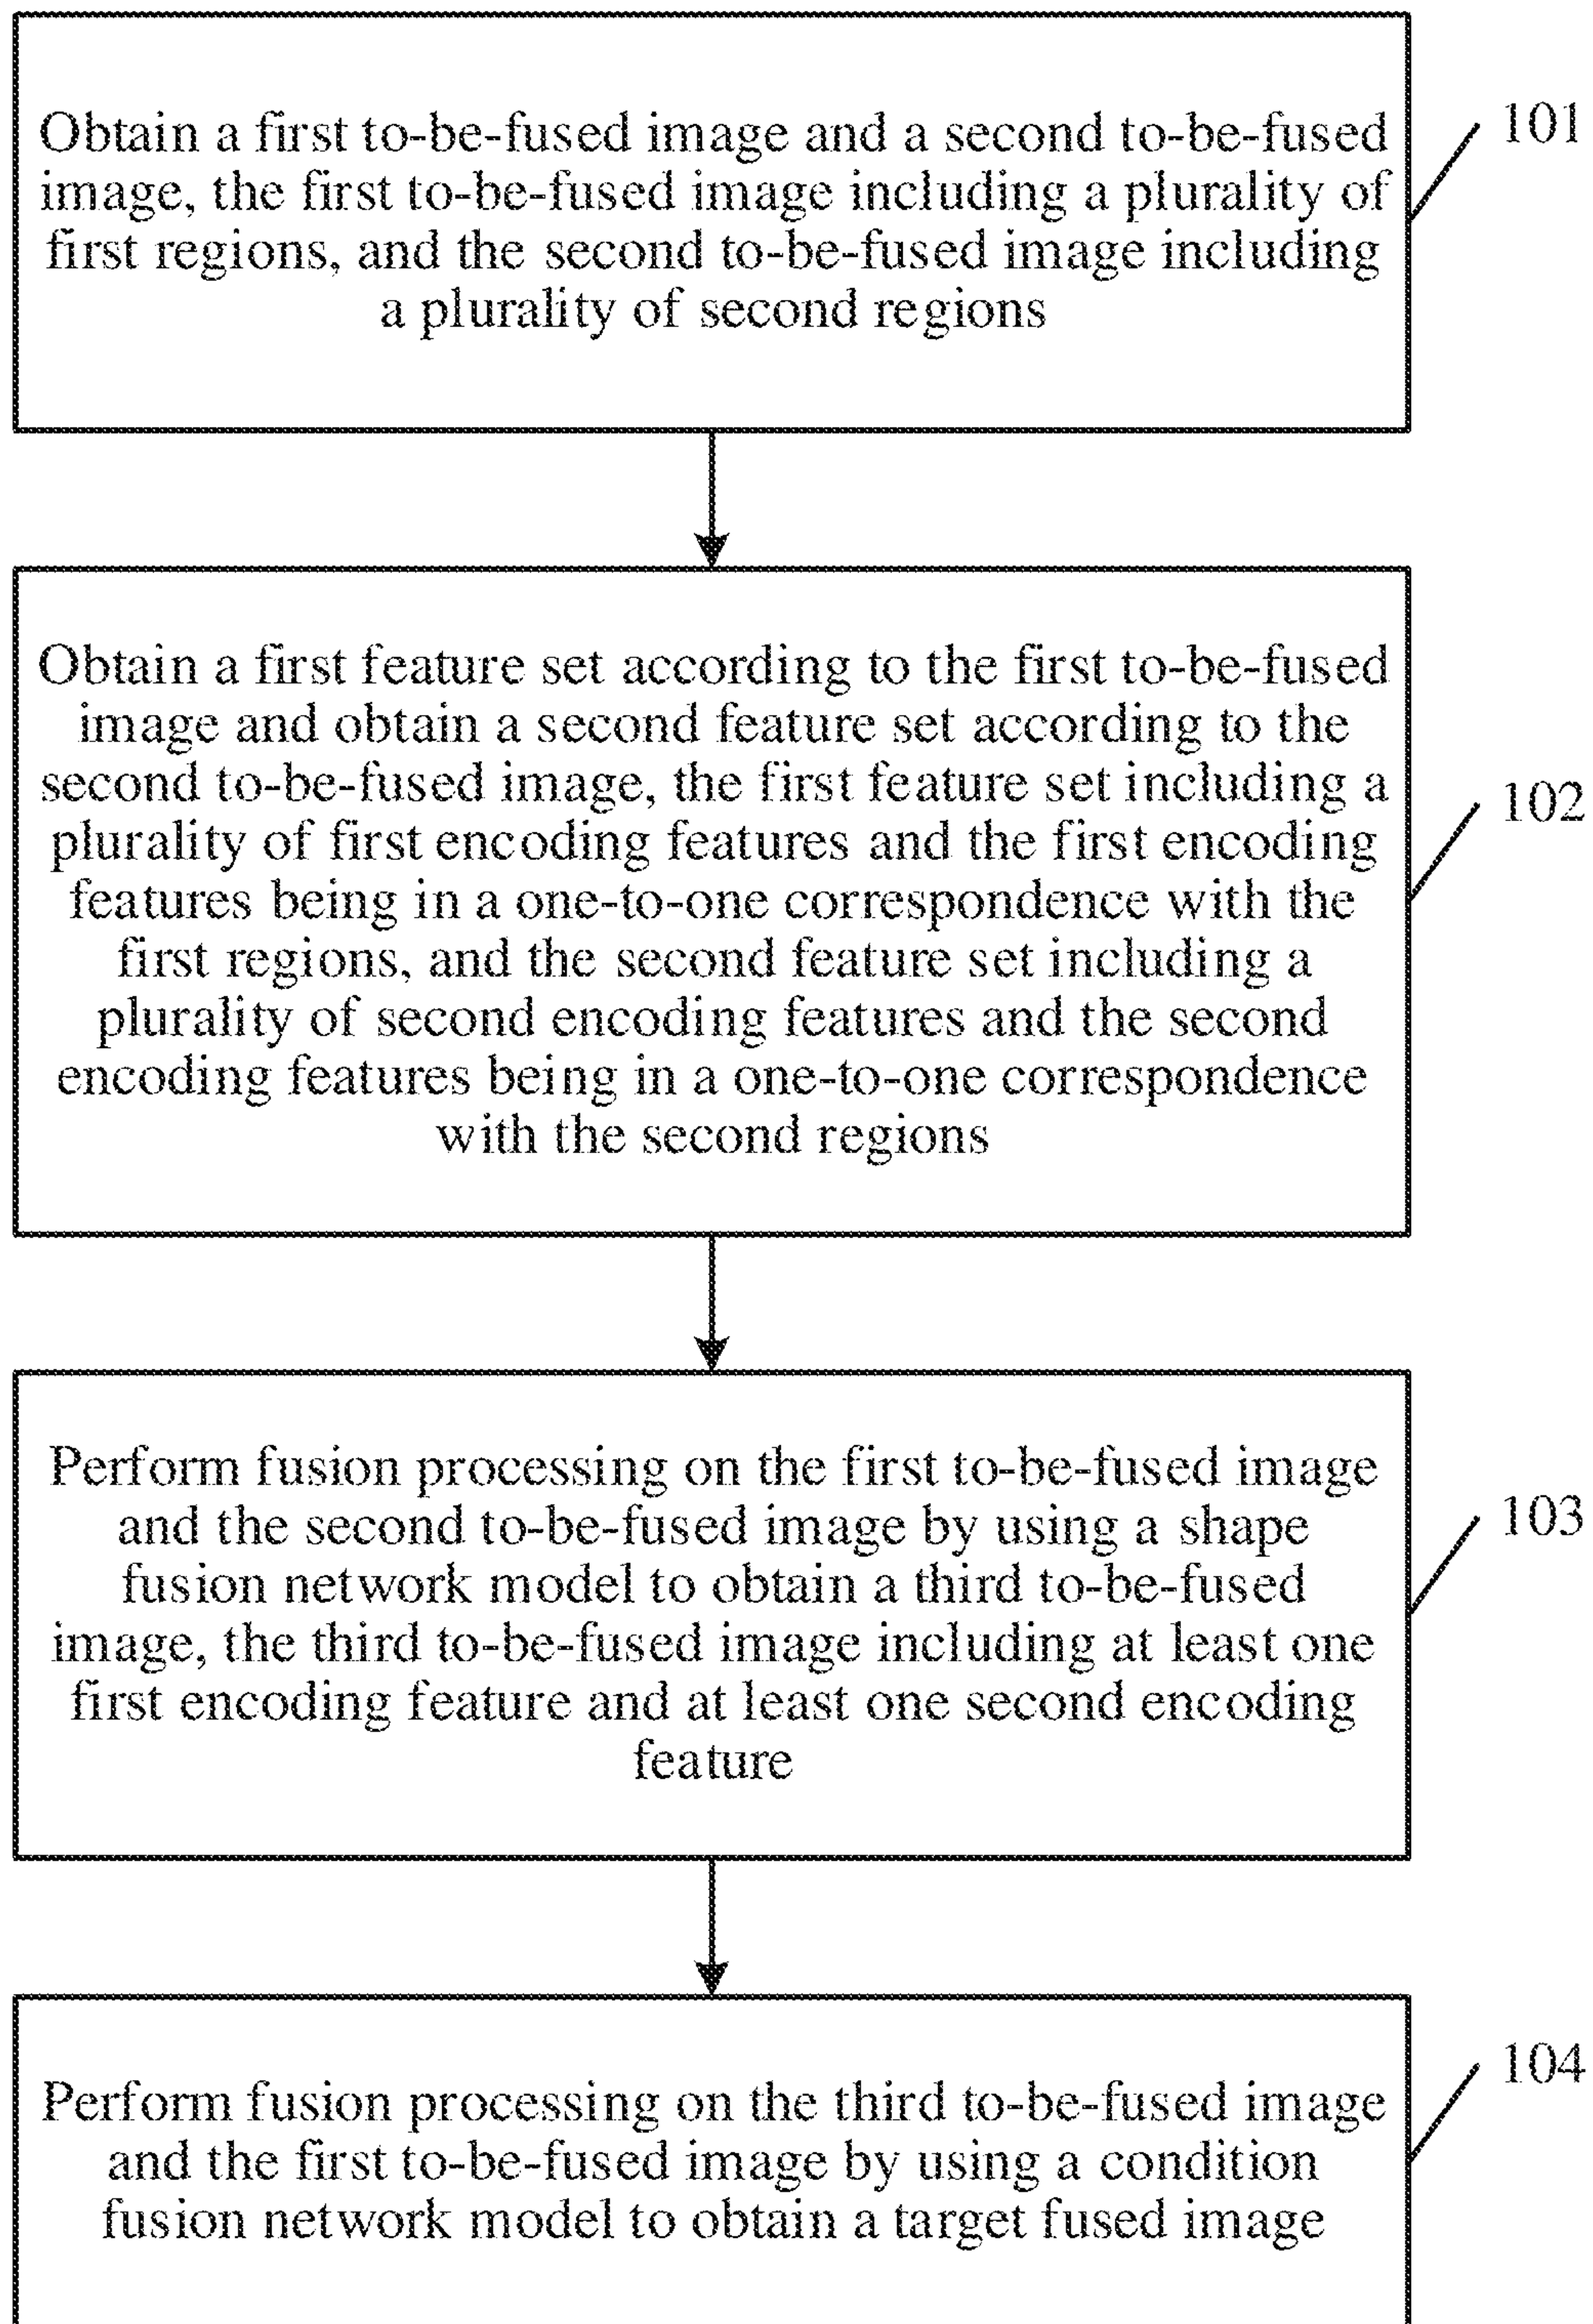 Obtain a first to-be-fused image and a second to-be-fused
image, the first to-be-fused image including a plurality of
first regions, and the second to-be-fused image including
a plurality of second regions
101
Obtain a first feature set according to the first to-be-fused
image and obtain a second feature set according to the
second to-be-fused image, the first feature set including a
plurality of first encoding features and the first encoding
features being in a one-to-one correspondence with the
first regions, and the second feature set including a
plurality of second encoding features and the second
encoding features being in a one-to-one correspondence
with the second regions
102
Perform fusion processing on the first to-be-fused image
and the second to-be-fused image by using a shape
fusion network model to obtain a third to-be-fused
image, the third to-be-fused image including at least one
first encoding feature and at least one second encoding
feature
103
Perform fusion processing on the third to-be-fused image
and the first to-be-fused image by using a condition
fusion network model to obtain a target fused image
104